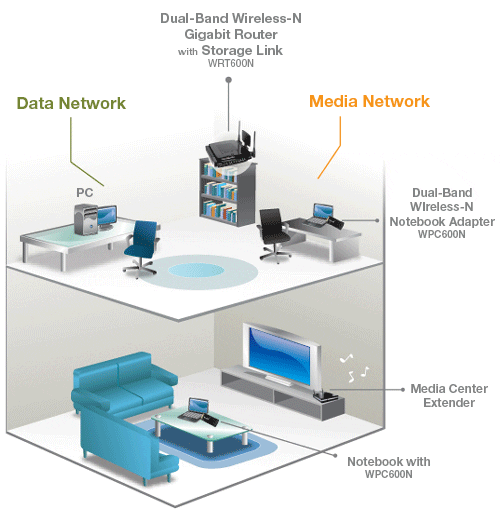 Dual-Band Wireless-N
Gigabit Router
with Storage Link
WRT600N
Data Network
Media Network
PC
Dual-Band
WIreless-N
Notebook Adapter
WPC600N
Media Center
Extender
Notebook with
WPC600N